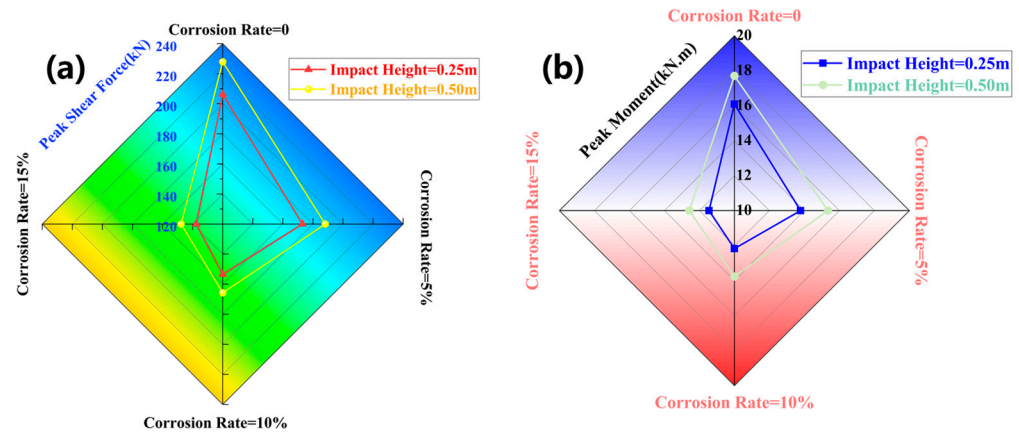 (a)
Corrosion Rate=0
Peak Shear Force(kN)
240
220
200
180
160
140
120
Impact Height=0.25m
Impact Height=0.50m
Corrosion Rate=15%
Corrosion Rate=5%
Corrosion Rate=10%
(b)
Corrosion Rate=0
Peak Moment(kN.m)
20
18
16
14
12
10
Impact Height=0.25m
Impact Height=0.50m
Corrosion Rate=15%
Corrosion Rate=5%
Corrosion Rate=10%